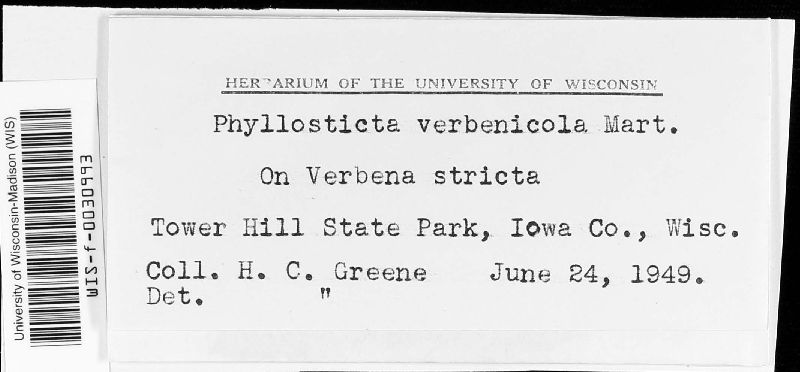 HERBARIUM OF THE UNIVERSITY OF WISCONSIN
Phyllosticta verbenicola Mart.
On Verbena stricta
Tower Hill State Park, Iowa Co., Wisc.
Coll. H. C. Greene June 24, 1949.
Det. "
University of Wisconsin-Madison (WIS)
WIS-f-0030993